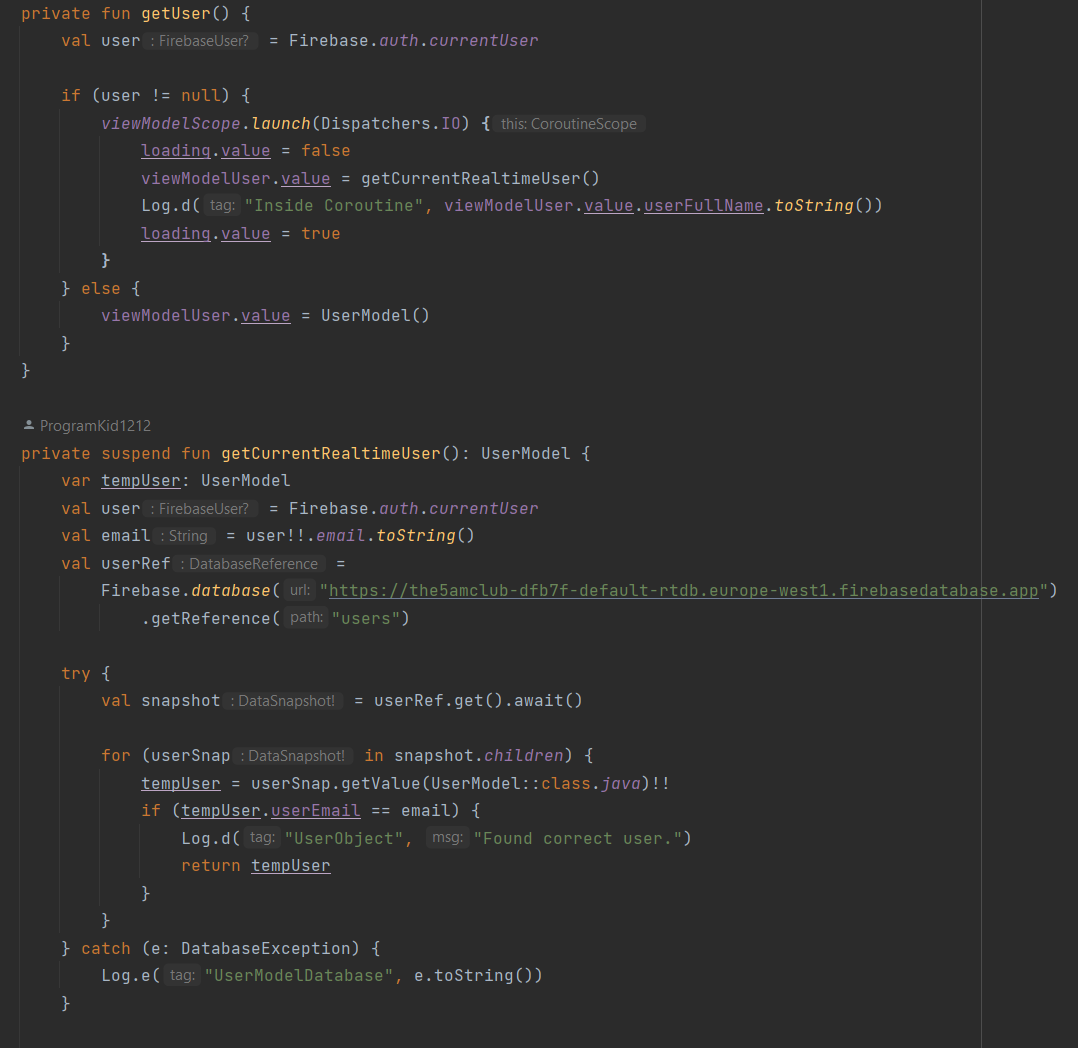 private fun getUser() {
val user : FirebaseUser? = Firebase.auth.currentUser
if (user != null) {
viewModelScope.launch(Dispatchers.IO) { this: CoroutineScope
loading.value = false
viewModelUser.value = getCurrentRealtimeUser()
Log.d( tag: "Inside Coroutine", viewModelUser.value.userFullName.toString())
loading.value = true
}
} else {
viewModelUser.value = UserModel()
}
}
ProgramKid1212
private suspend fun getCurrentRealtimeUser(): UserModel {
var tempUser: UserModel
val user : FirebaseUser? = Firebase.auth.currentUser
val email : String = user!!.email.toString()
val userRef : DatabaseReference =
Firebase.database( url: "https://the5amclub-dfb7f-default-rtdb.europe-west1.firebasedatabase.app")
.getReference( path: "users")
try {
val snapshot : DataSnapshot! = userRef.get().await()
for (userSnap : DataSnapshot! in snapshot.children) {
tempUser = userSnap.getValue(UserModel::class.java)!!
if (tempUser.userEmail == email) {
Log.d( tag: "UserObject", msg: "Found correct user.")
return tempUser
}
}
} catch (e: DatabaseException) {
Log.e( tag: "UserModelDatabase", e.toString())
}